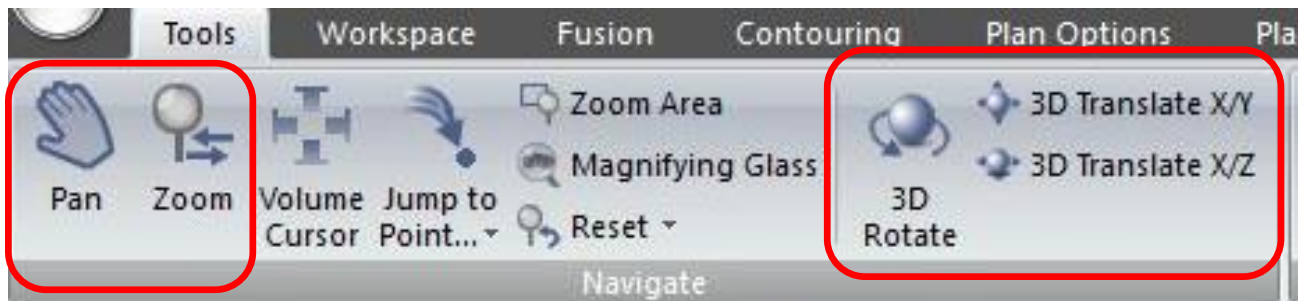 Tools Workspace Fusion Contouring Plan Options Pla
Pan
Zoom
Volume
Cursor
Jump to
Point...
Zoom Area
Magnifying Glass
Reset
3D
Rotate
3D Translate X/Y
3D Translate X/Z
Navigate